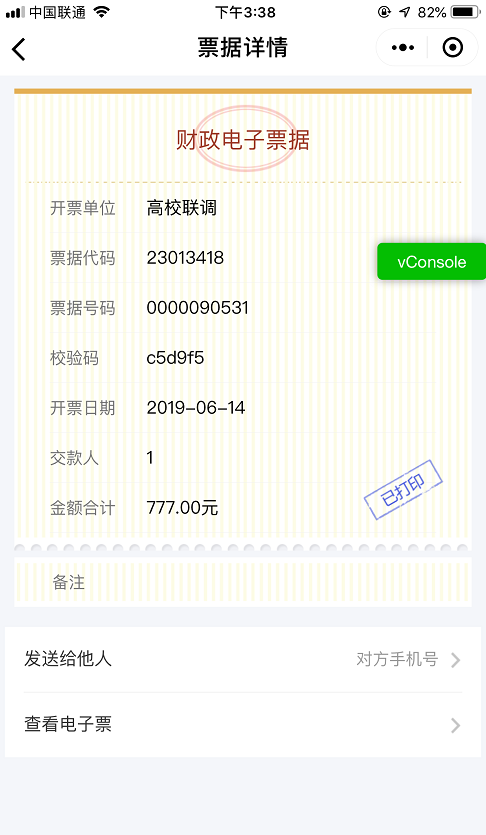 中国联通 下午3:38 82%
票据详情
财政电子票据
开票单位 高校联调
票据代码 23013418
vConsole
票据号码 0000090531
校验码 c5d9f5
开票日期 2019-06-14
交款人 1
金额合计 777.00元
已打印
备注
发送给他人 对方手机号
查看电子票